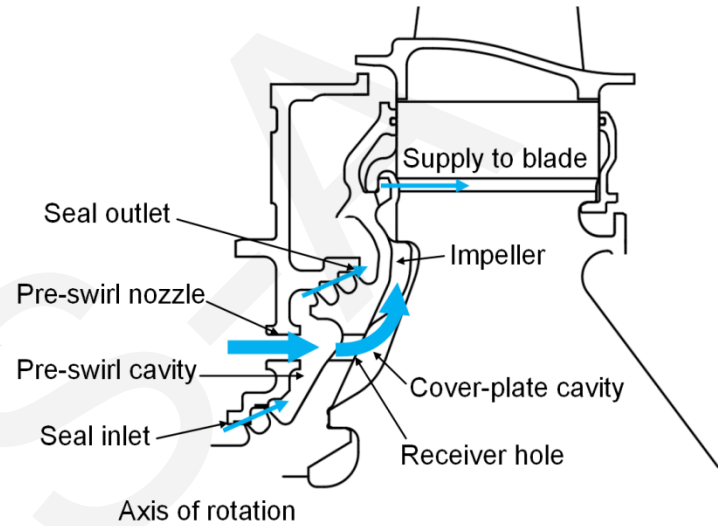 Supply to blade
Seal outlet
Impeller
Pre-swirl nozzle
Pre-swirl cavity
Cover-plate cavity
Seal inlet
Receiver hole
Axis of rotation